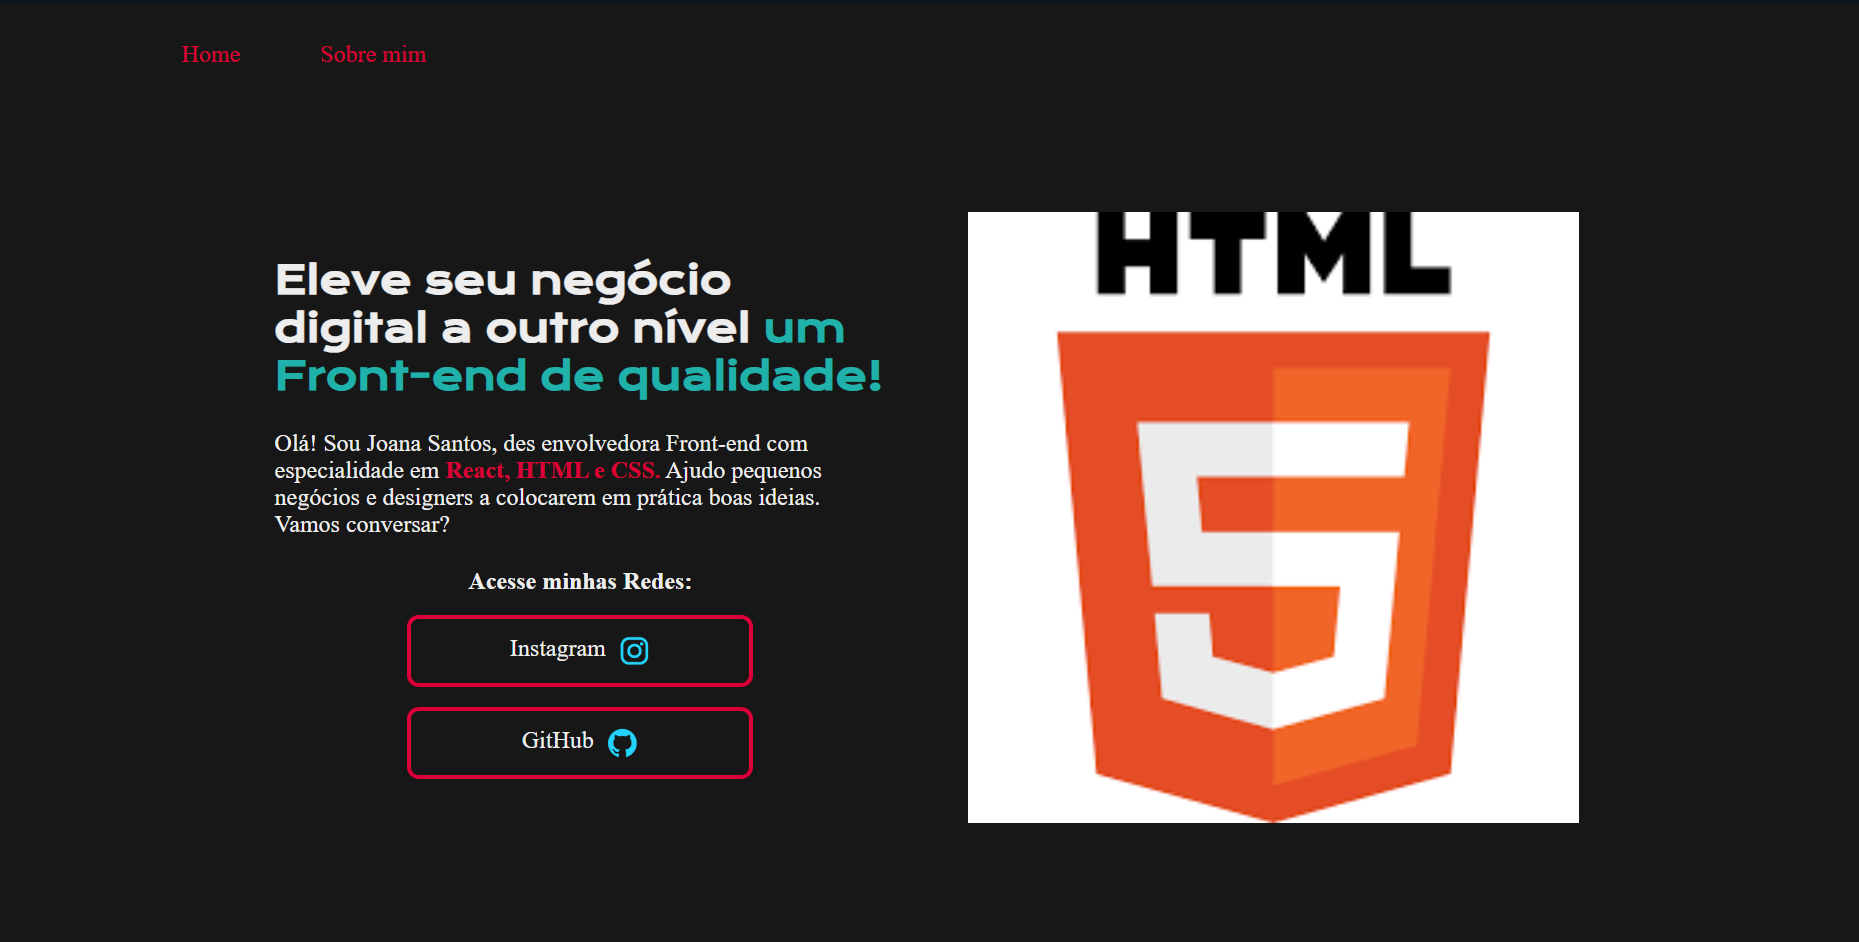 Home
Sobre mim
Eleve seu negócio
digital a outro nível um
Front-end de qualidade!
Olá! Sou Joana Santos, des envolvedora Front-end com
especialidade em React, HTML e CSS. Ajudo pequenos
negócios e designers a colocarem em prática boas ideias.
Vamos conversar?
Acesse minhas Redes:
Instagram
GitHub
HTML
5